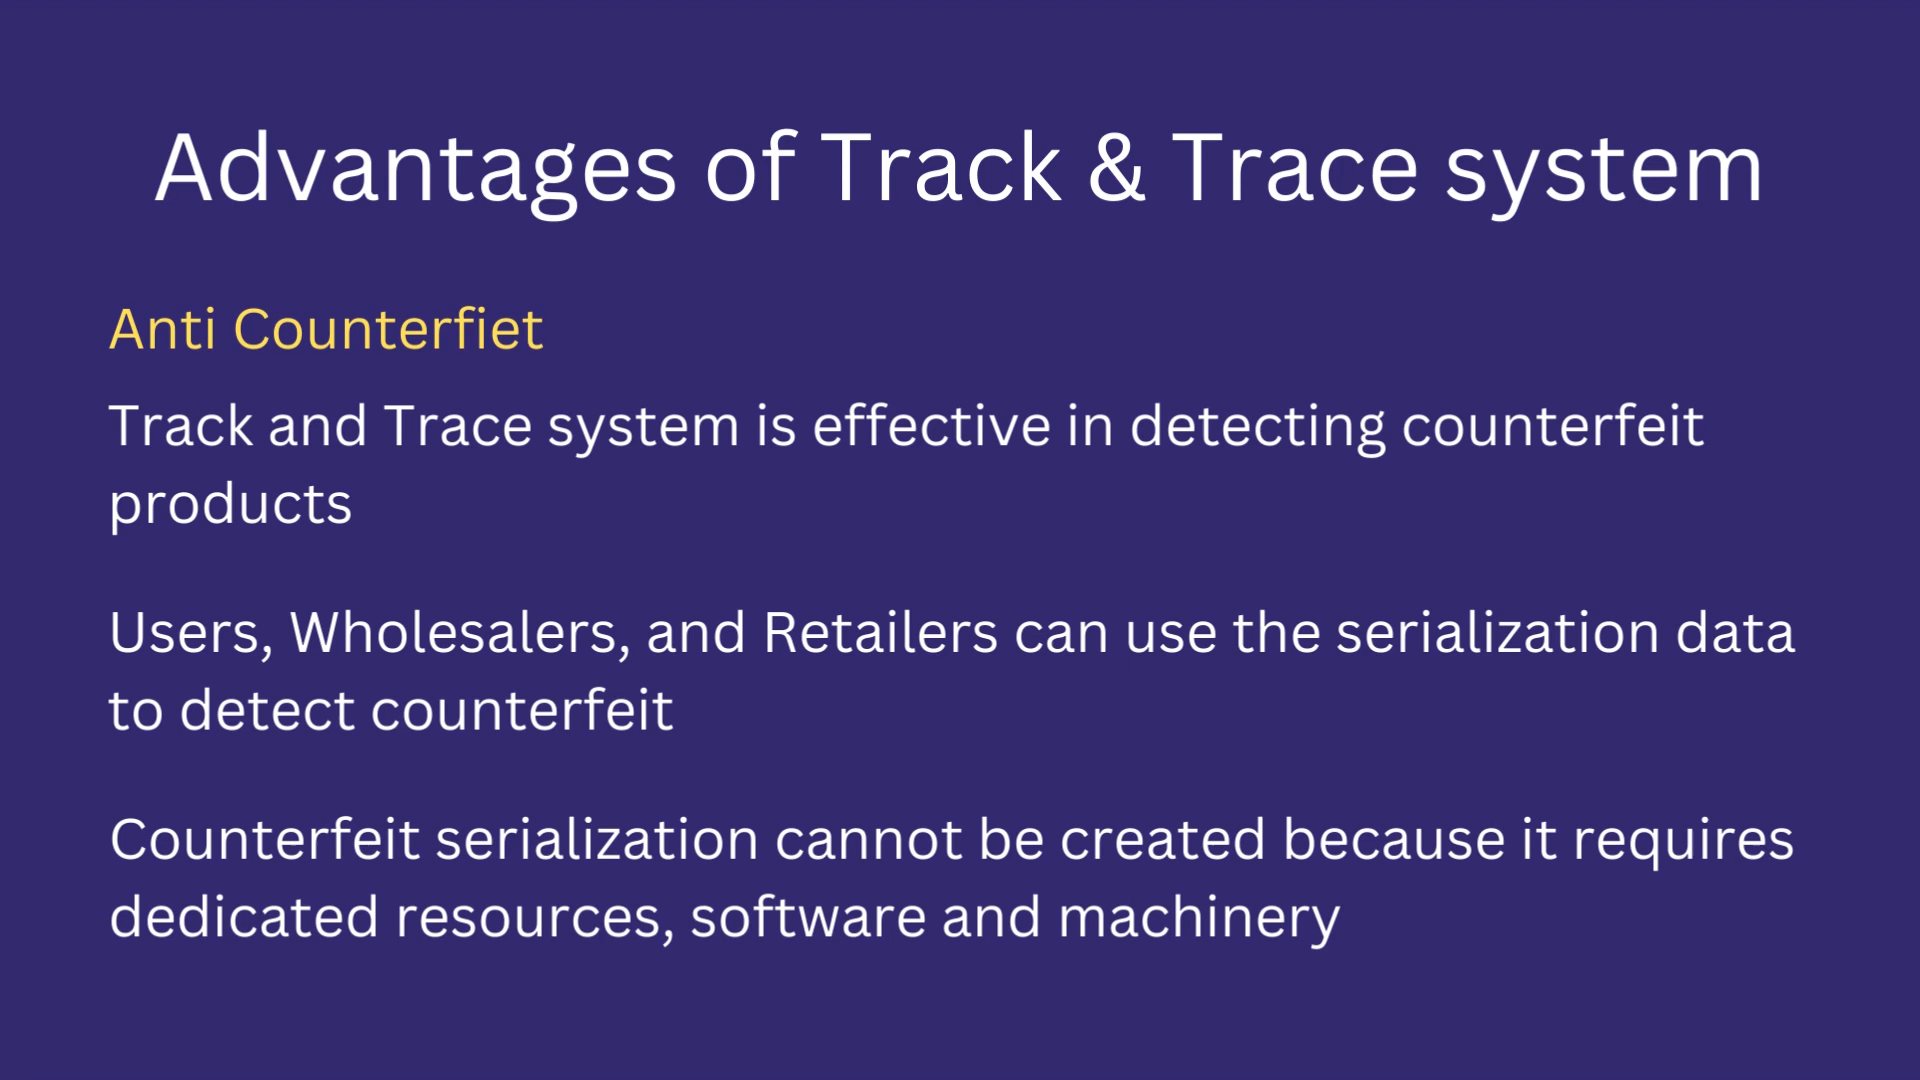 Advantages of Track & Trace system
Anti Counterfiet
Track and Trace system is effective in detecting counterfeit
products
Users, Wholesalers, and Retailers can use the serialization data
to detect counterfeit
Counterfeit serialization cannot be created because it requires
dedicated resources, software and machinery